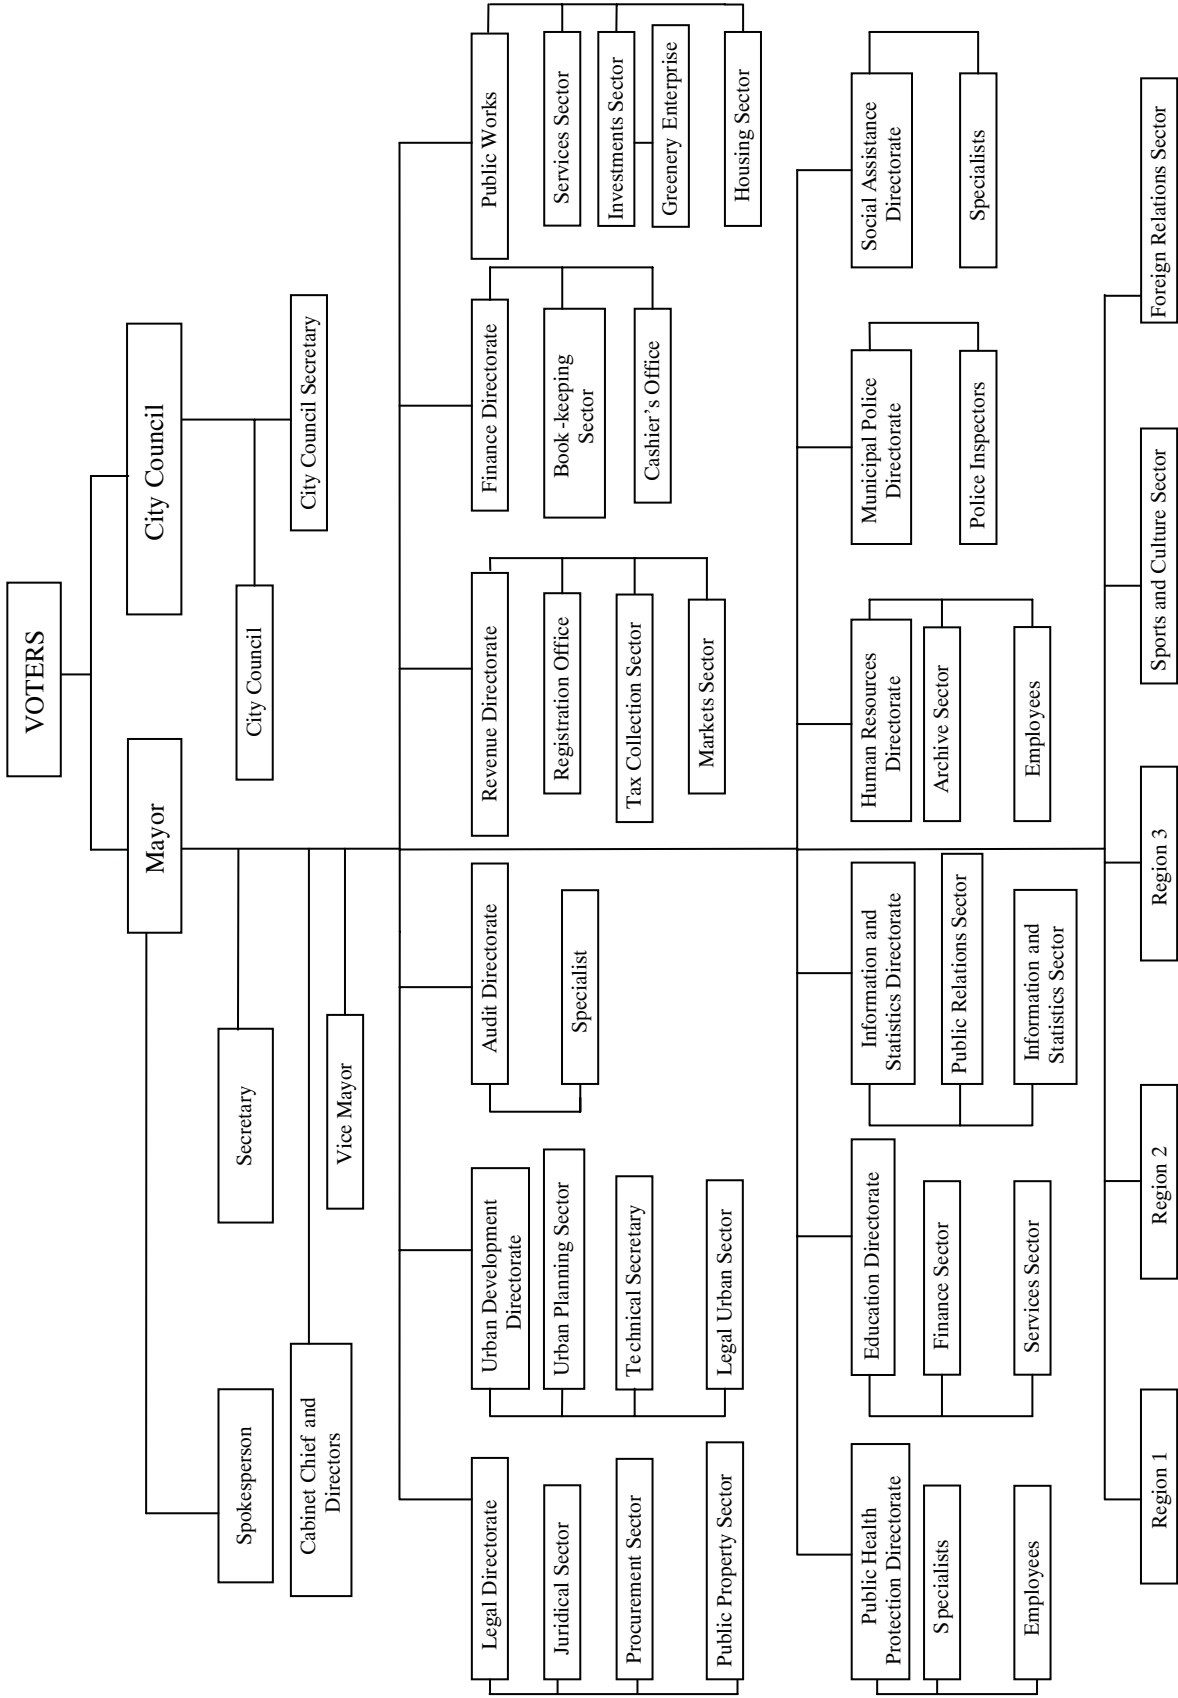 VOTERS
Mayor
City Council
Spokesperson
Secretary
City Council
Cabinet Chief and
Directors
City Council Secretary
Vice Mayor
Legal Directorate
Juridical Sector
Procurement Sector
Public Property Sector
Urban Development
Directorate
Urban Planning Sector
Technical Secretary
Legal Urban Sector
Audit Directorate
Specialist
Revenue Directorate
Registration Office
Tax Collection Sector
Markets Sector
Finance Directorate
Book-keeping
Sector
Cashier's Office
Public Works
Services Sector
Investments Sector
Greenery Enterprise
Housing Sector
Public Health
Protection Directorate
Specialists
Employees
Education Directorate
Finance Sector
Services Sector
Information and
Statistics Directorate
Public Relations Sector
Information and
Statistics Sector
Human Resources
Directorate
Archive Sector
Employees
Municipal Police
Directorate
Police Inspectors
Social Assistance
Directorate
Specialists
Region 1
Region 2
Region 3
Sports and Culture Sector
Foreign Relations Sector